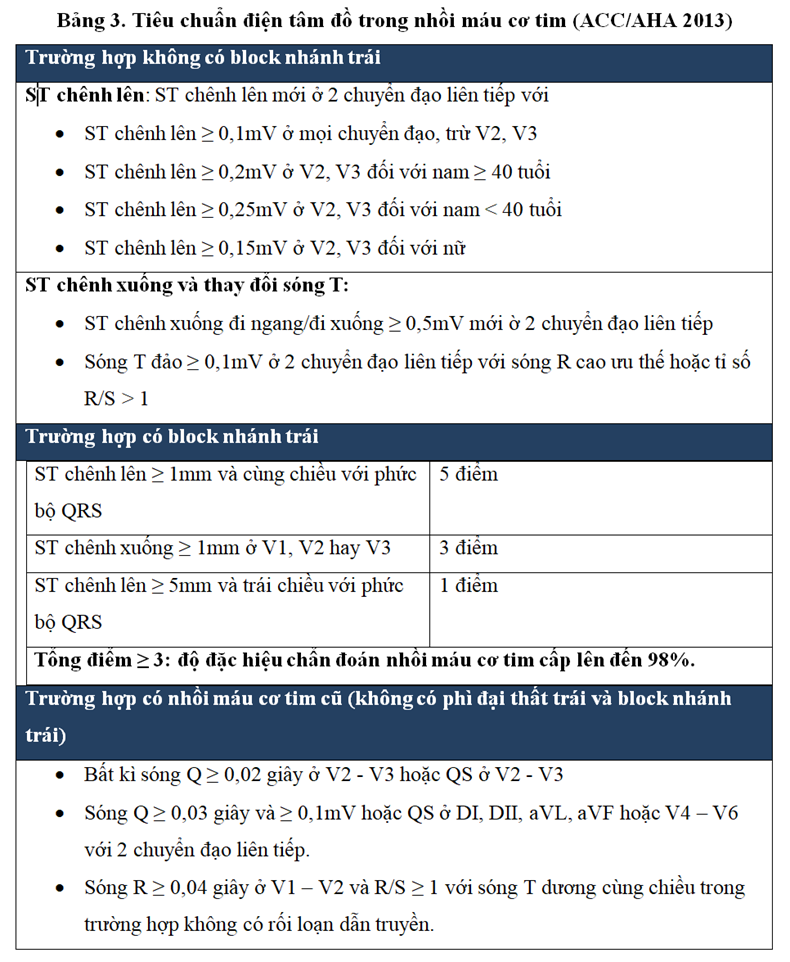 Bảng 3. Tiêu chuẩn điện tâm đồ trong nhồi máu cơ tim (ACC/AHA 2013)
Trường hợp không có block nhánh trái
ST chênh lên: ST chênh lên mới ở 2 chuyển đạo liên tiếp với
• ST chênh lên ≥ 0,1mV ở mọi chuyển đạo, trừ V2, V3
• ST chênh lên ≥ 0,2mV ở V2, V3 đối với nam ≥ 40 tuổi
• ST chênh lên ≥ 0,25mV ở V2, V3 đối với nam < 40 tuổi
• ST chênh lên ≥ 0,15mV ở V2, V3 đối với nữ
ST chênh xuống và thay đổi sóng T:
• ST chênh xuống đi ngang/đi xuống ≥ 0,5mV mới ờ 2 chuyển đạo liên tiếp
• Sóng T đảo ≥ 0,1mV ở 2 chuyển đạo liên tiếp với sóng R cao ưu thế hoặc tỉ số
R/S > 1
Trường hợp có block nhánh trái
ST chênh lên ≥ 1mm và cùng chiều với phức
bộ QRS
5 điểm
ST chênh xuống ≥ 1mm ở V1, V2 hay V3
3 điểm
ST chênh lên ≥ 5mm và trái chiều với phức
bộ QRS
1 điểm
Tổng điểm ≥ 3: độ đặc hiệu chẩn đoán nhồi máu cơ tim cấp lên đến 98%.
Trường hợp có nhồi máu cơ tim cũ (không có phì đại thất trái và block nhánh
trái)
• Bất kì sóng Q ≥ 0,02 giây ở V2 - V3 hoặc QS ở V2 - V3
• Sóng Q ≥ 0,03 giây và ≥ 0,1mV hoặc QS ở DI, DII, aVL, aVF hoặc V4 – V6
với 2 chuyển đạo liên tiếp.
• Sóng R ≥ 0,04 giây ở V1 – V2 và R/S ≥ 1 với sóng T dương cùng chiều trong
trường hợp không có rối loạn dẫn truyền.